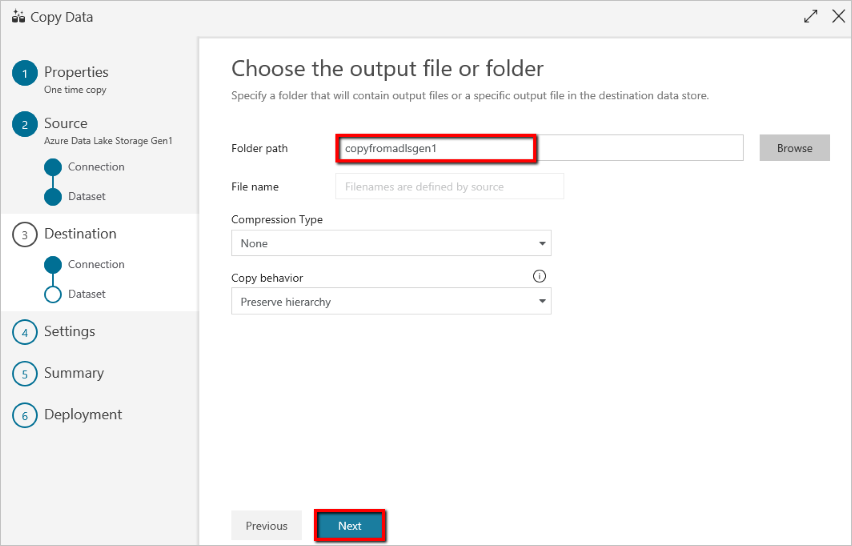 Copy Data
1
Properties
One time copy
2
Source
Azure Data Lake Storage Gen1
Connection
Dataset
3
Destination
Connection
Dataset
4
Settings
5
Summary
6
Deployment
Choose the output file or folder
Specify a folder that will contain output files or a specific output file in the destination data store.
Folder path
copyfromadlsgen1
Browse
File name
Filenames are defined by source
Compression Type
None
Copy behavior
Preserve hierarchy
Previous
Next